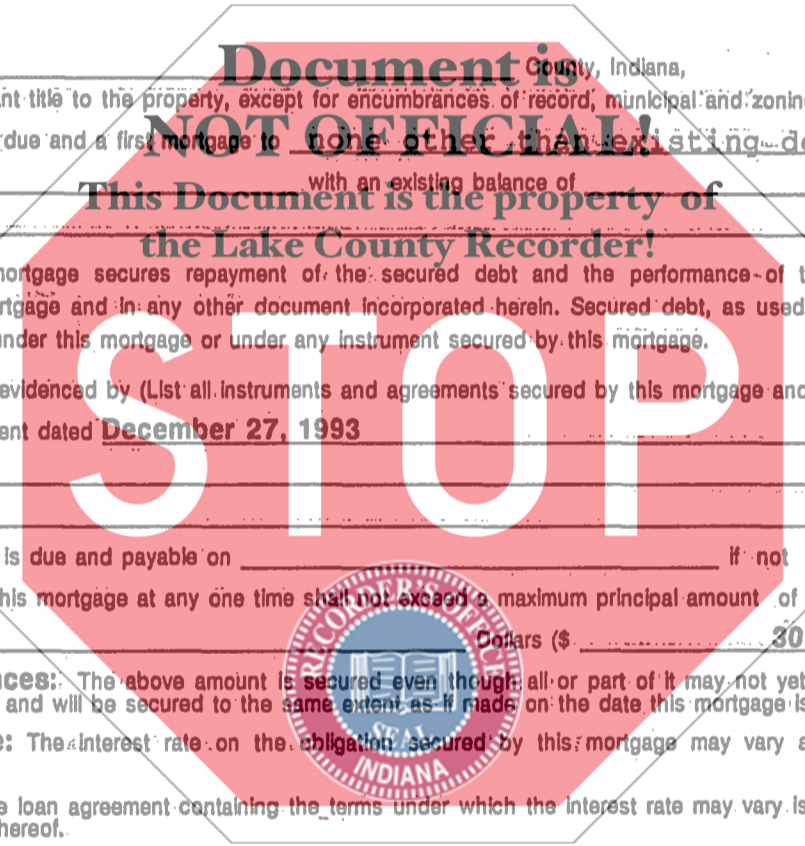 Document is
County, Indiana,
nt title to the property, except for encumbrances of record, municipal and zoning
NOT OFFICIAL!
due and a first mortgage to none other than existing de
with an existing balance of
This Document is the property of
the Lake County Recorder!
ortgage secures repayment of the secured debt and the performance of t
rtgage and in any other document incorporated herein. Secured debt, as used
nder this mortgage or under any instrument secured by this mortgage.
STOP
evidenced by (List all instruments and agreements secured by this mortgage and
ent dated December 27, 1993
is due and payable on if not
his mortgage at any one time shall not exceed a maximum principal amount of
Dollars ($ 30
RECORDER'S OFFICE
SEAL
INDIANA
ces: The above amount is secured even though all or part of it may not yet
and will be secured to the same extent as if made on the date this mortgage is
e: The interest rate on the obligation secured by this mortgage may vary a
e loan agreement containing the terms under which the interest rate may vary is
hereof.